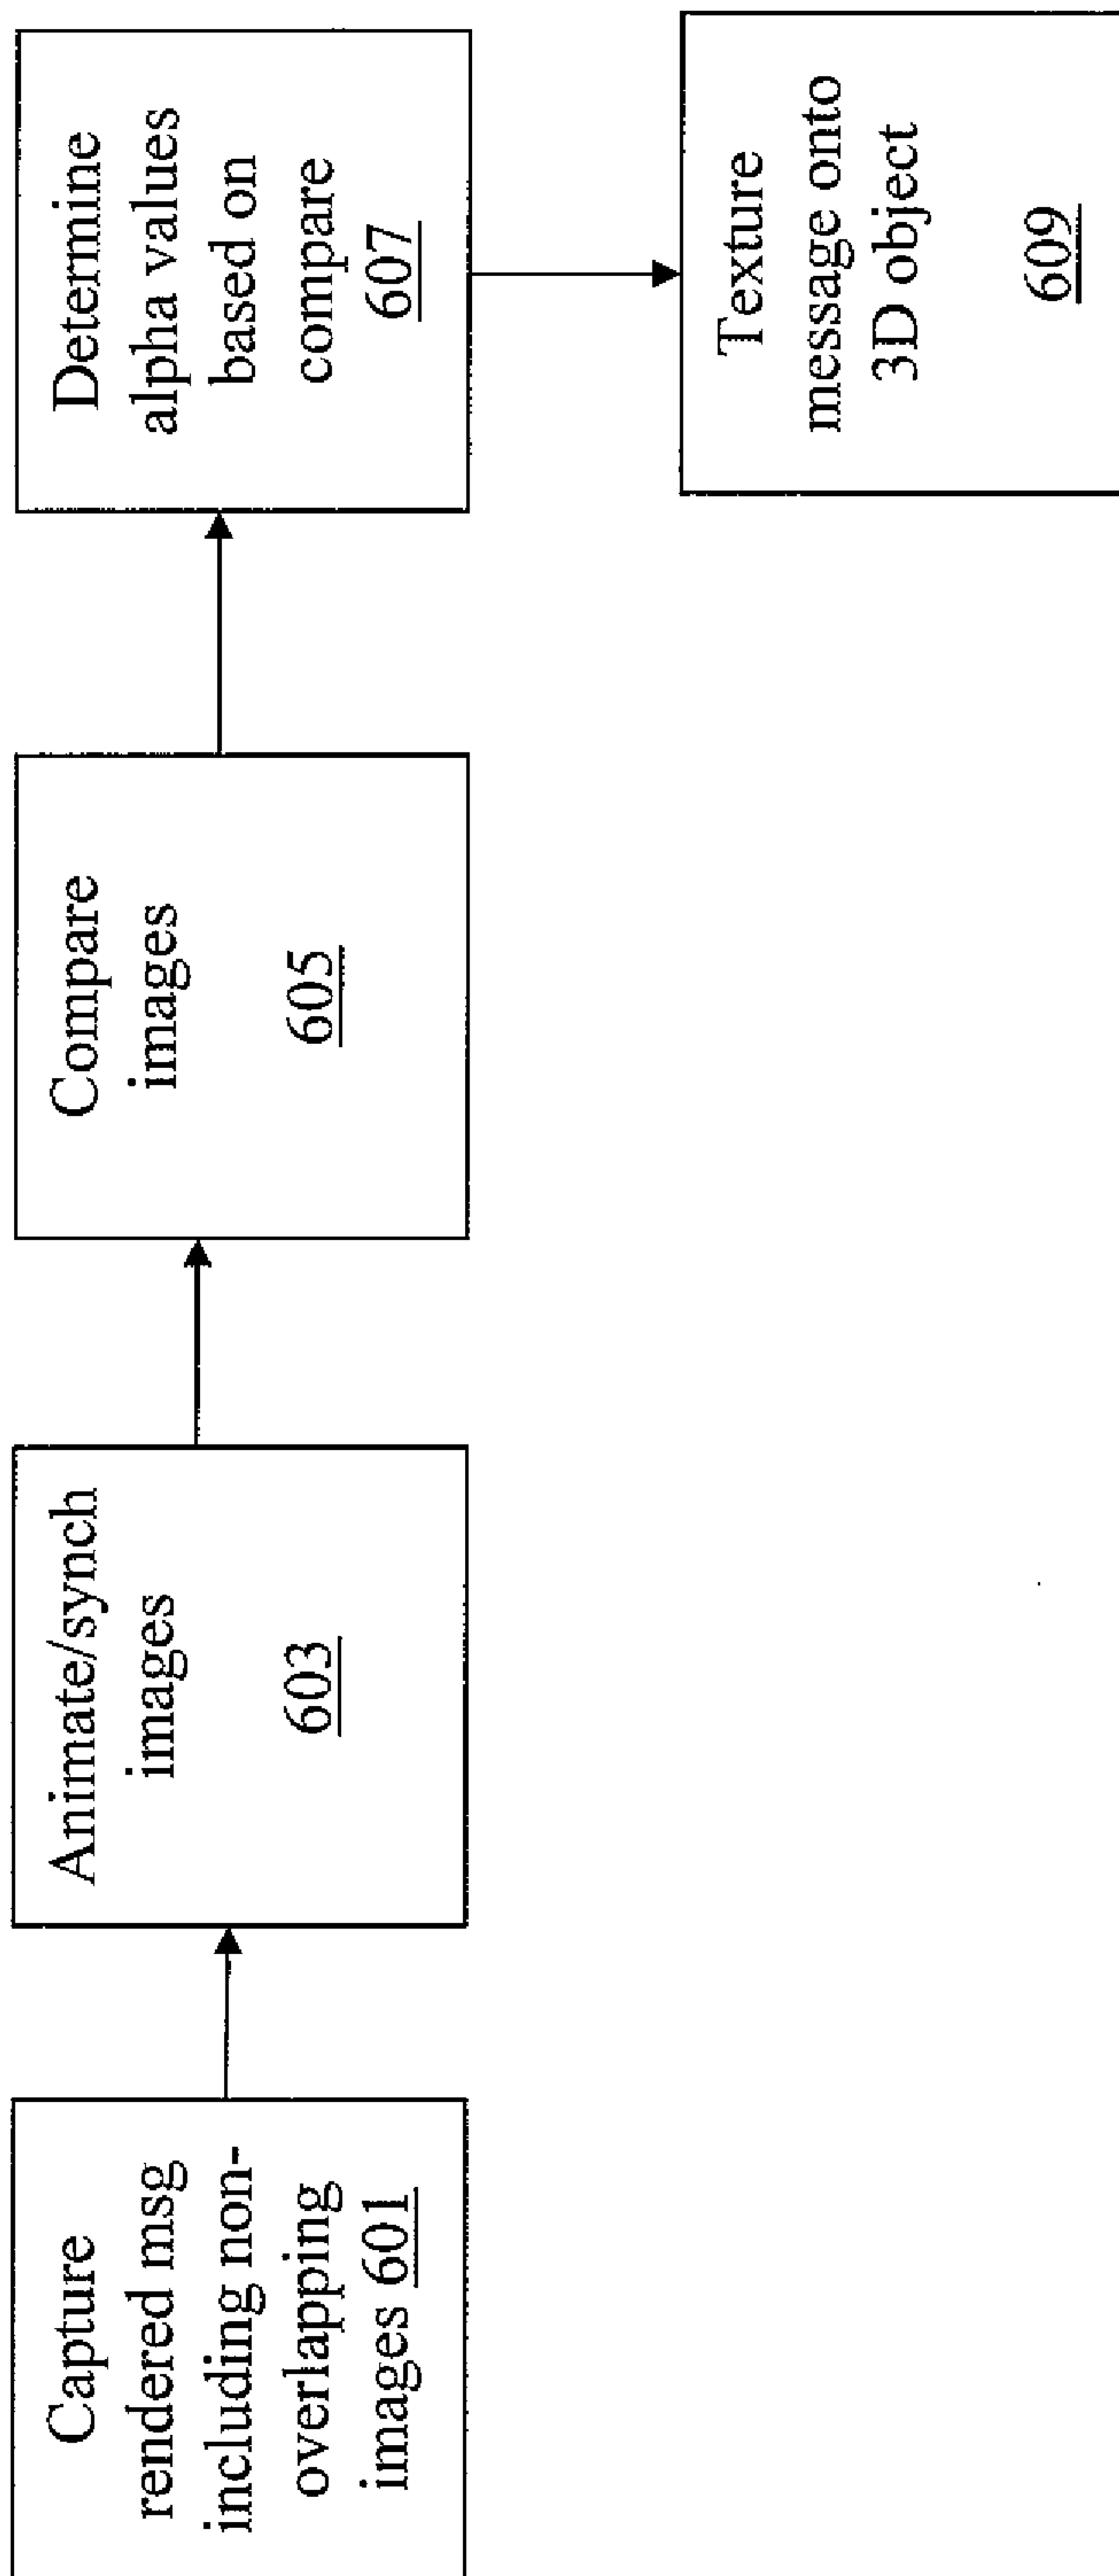 Capture
rendered msg
including non-
overlapping
images 601
Animate/synch
images
603
Compare
images
605
Determine
alpha values
based on
compare
607
Texture
message onto
3D object
609